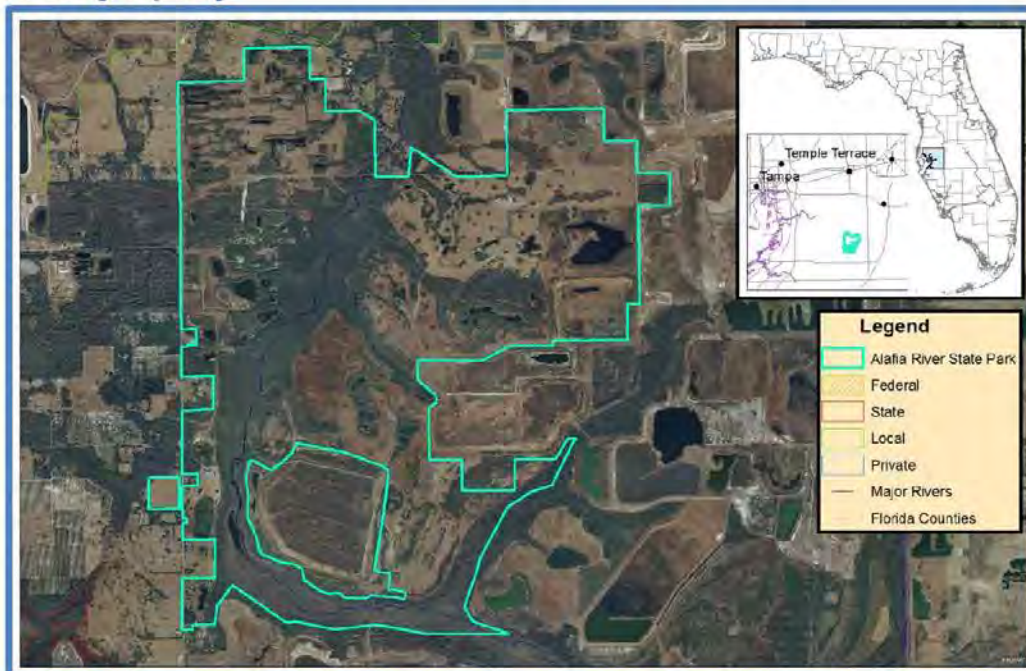 Temple Terrace
Tampa
Legend
Alafia River State Park
Federal
State
Local
Private
Major Rivers
Florida Counties